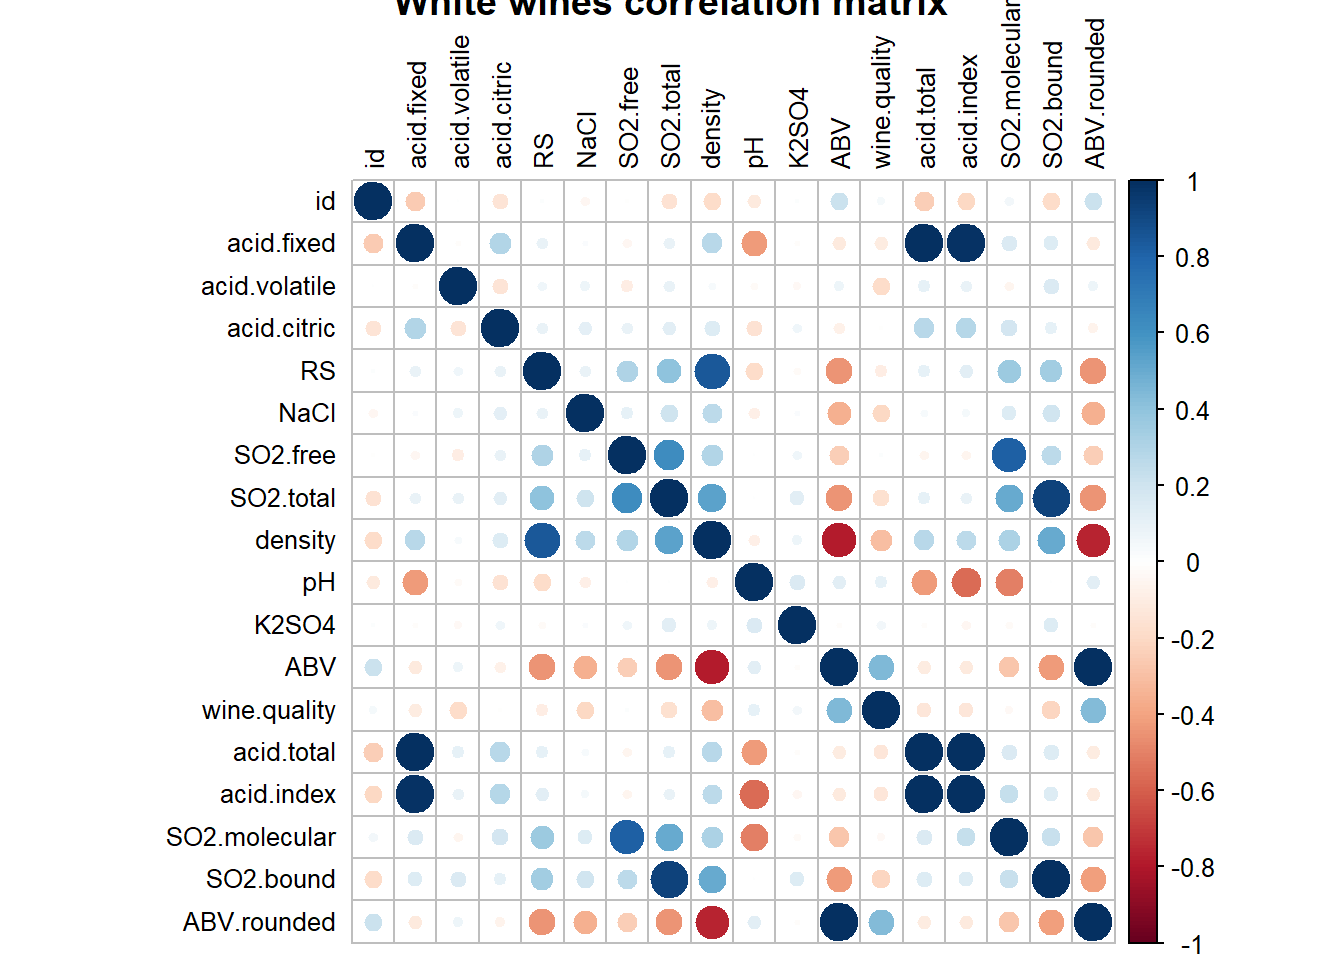 White wines correlation matrix
id
acid.fixed
acid.volatile
acid.citric
RS
NaCl
SO2.free
SO2.total
density
pH
K2SO4
ABV
wine.quality
acid.total
acid.index
SO2.molecular
SO2.bound
ABV.rounded
id
acid.fixed
acid.volatile
acid.citric
RS
NaCl
SO2.free
SO2.total
density
pH
K2SO4
ABV
wine.quality
acid.total
acid.index
SO2.molecular
SO2.bound
ABV.rounded
1
0.8
0.6
0.4
0.2
0
-0.2
-0.4
-0.6
-0.8
-1